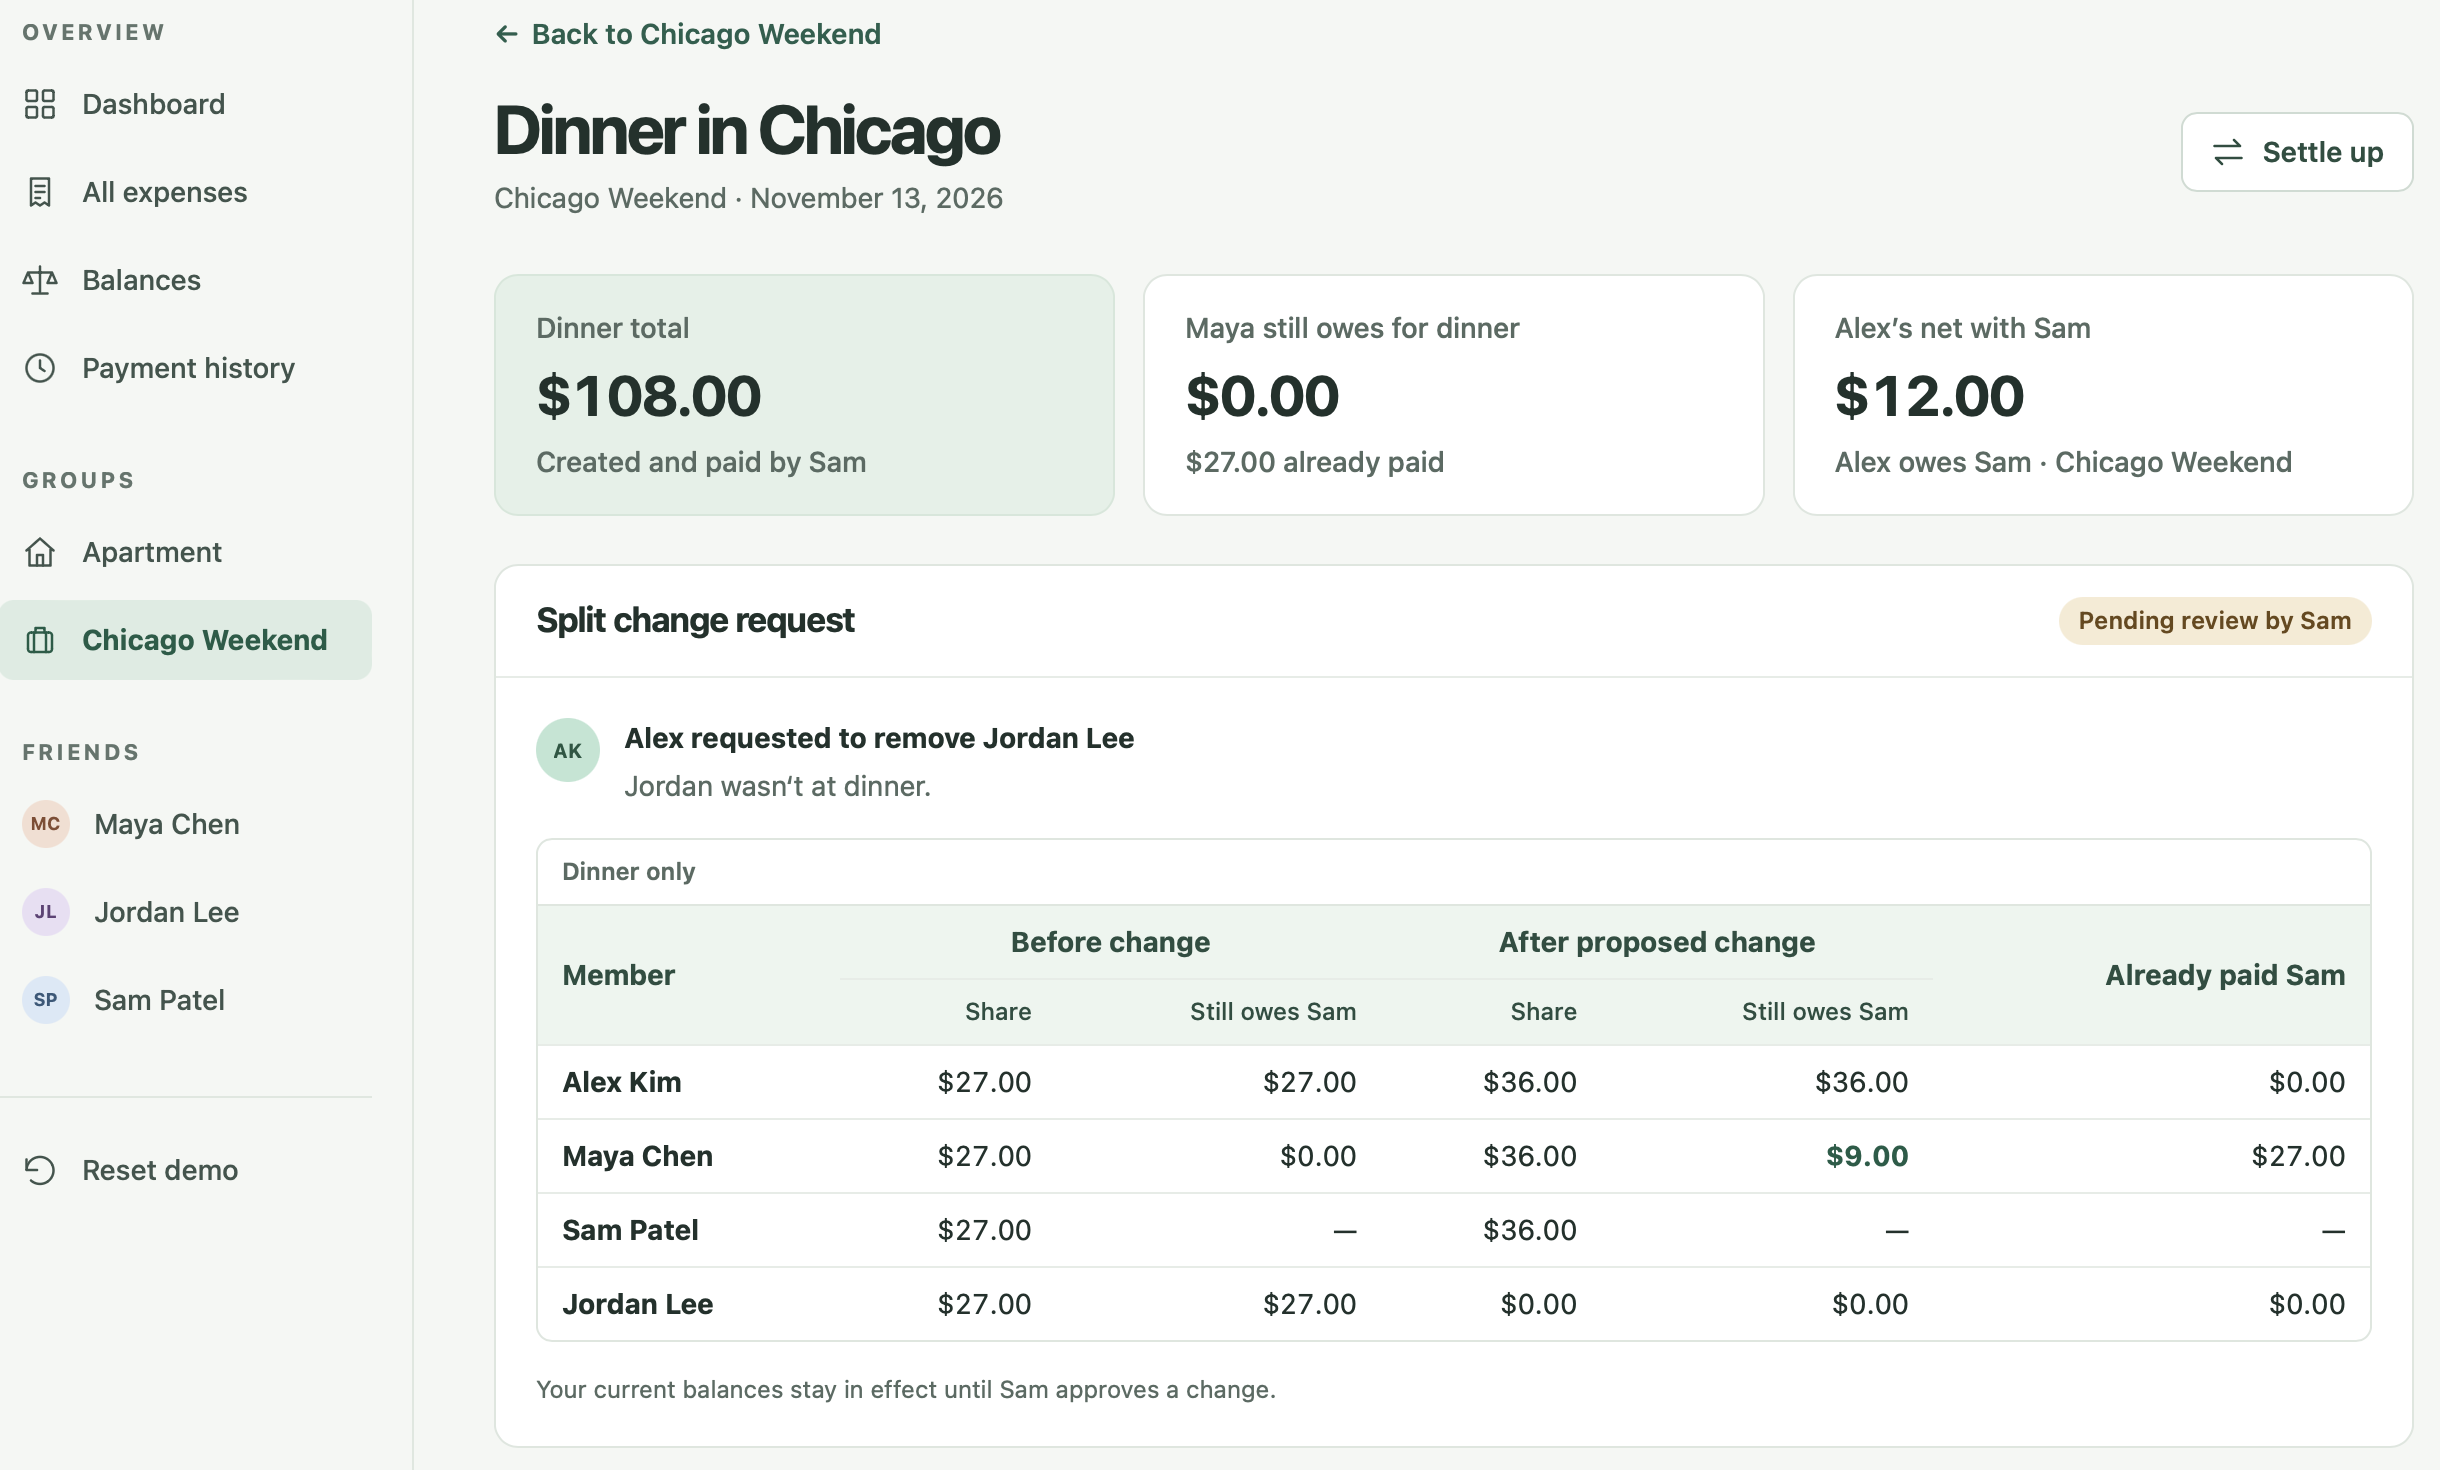 OVERVIEW
Dashboard
All expenses
Balances
Payment history
GROUPS
Apartment
Chicago Weekend
FRIENDS
MC Maya Chen
JL Jordan Lee
SP Sam Patel
Reset demo
← Back to Chicago Weekend
Dinner in Chicago
Chicago Weekend · November 13, 2026
Settle up
Dinner total
$108.00
Created and paid by Sam
Maya still owes for dinner
$0.00
$27.00 already paid
Alex’s net with Sam
$12.00
Alex owes Sam · Chicago Weekend
Split change request
Pending review by Sam
AK
Alex requested to remove Jordan Lee
Jordan wasn‘t at dinner.
Dinner only
Member Before change After proposed change Already paid Sam
Share Still owes Sam Share Still owes Sam
Alex Kim $27.00 $27.00 $36.00 $36.00 $0.00
Maya Chen $27.00 $0.00 $36.00 $9.00 $27.00
Sam Patel $27.00 — $36.00 — —
Jordan Lee $27.00 $27.00 $0.00 $0.00 $0.00
Your current balances stay in effect until Sam approves a change.